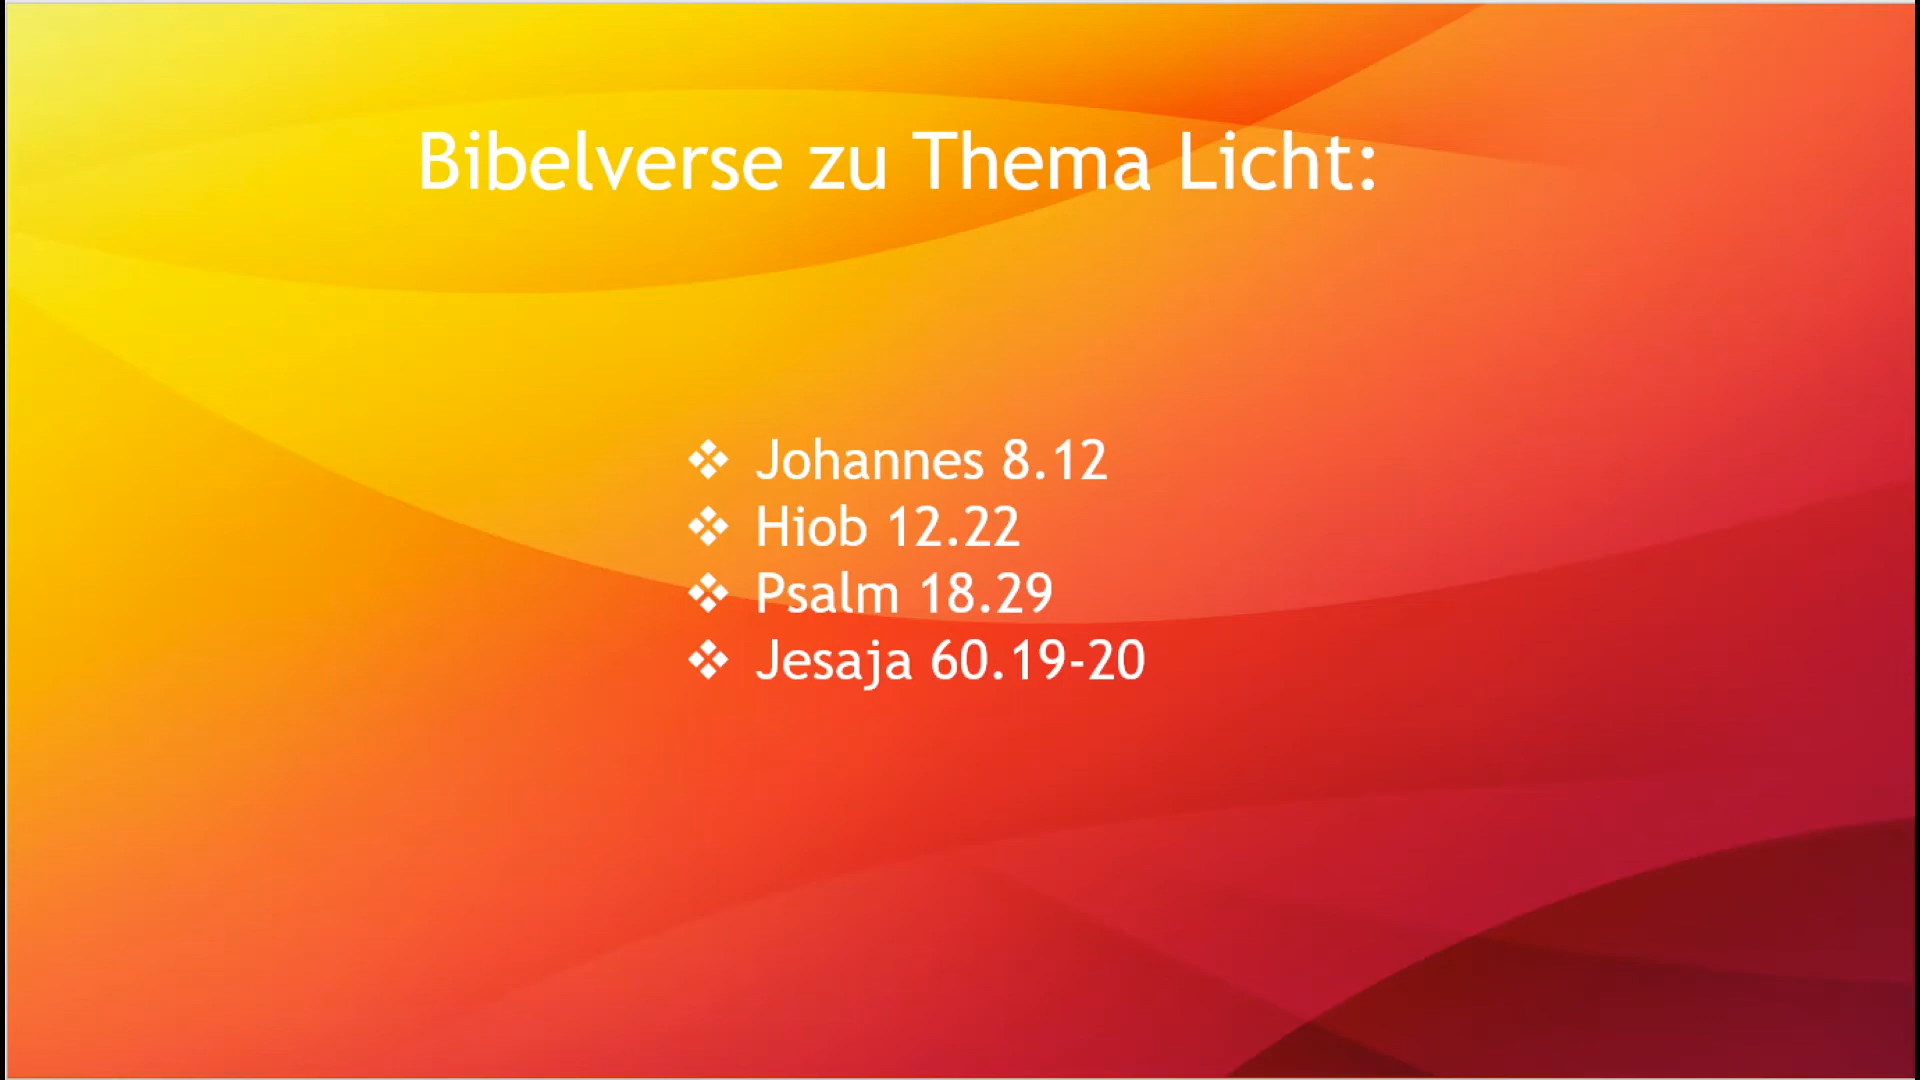 Bibelverse zu Thema Licht:
❖ Johannes 8.12
❖ Hiob 12.22
❖ Psalm 18.29
❖ Jesaja 60.19-20